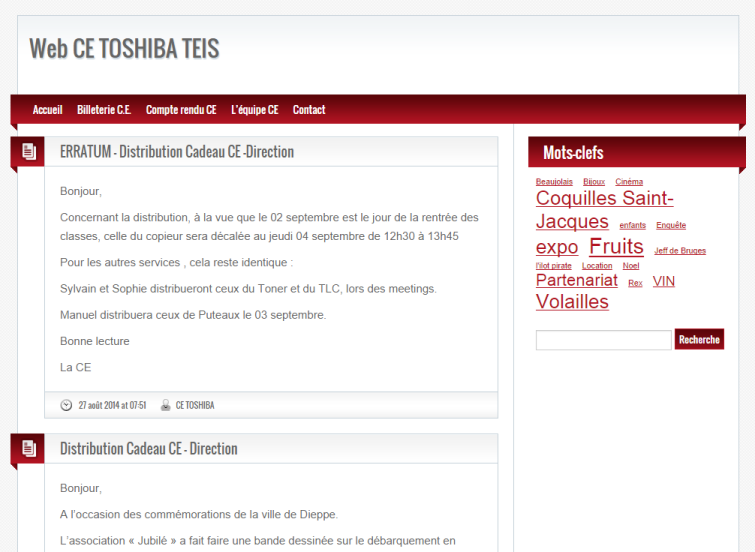 Web CE TOSHIBA TEIS
Accueil Billeterie C.E. Compte rendu CE L'équipe CE Contact
ERRATUM - Distribution Cadeau CE -Direction
Bonjour,
Concernant la distribution, à la vue que le 02 septembre est le jour de la rentrée des
classes, celle du copieur sera décalée au jeudi 04 septembre de 12h30 à 13h45
Pour les autres services , cela reste identique :
Sylvain et Sophie distribueront ceux du Toner et du TLC, lors des meetings.
Manuel distribuera ceux de Puteaux le 03 septembre.
Bonne lecture
La CE
27 août 2014 at 07:51 CE TOSHIBA
Distribution Cadeau CE - Direction
Bonjour,
A l'occasion des commémorations de la ville de Dieppe.
L'association « Jubilé » a fait faire une bande dessinée sur le débarquement en
Mots-clefs
Beaujolais Bijoux Cinéma
Coquilles Saint-
Jacques enfants Enquête
expo Fruits Jeff de Bruges
l'ilot pirate Location Noel
Partenariat Rex VIN
Volailles
Recherche